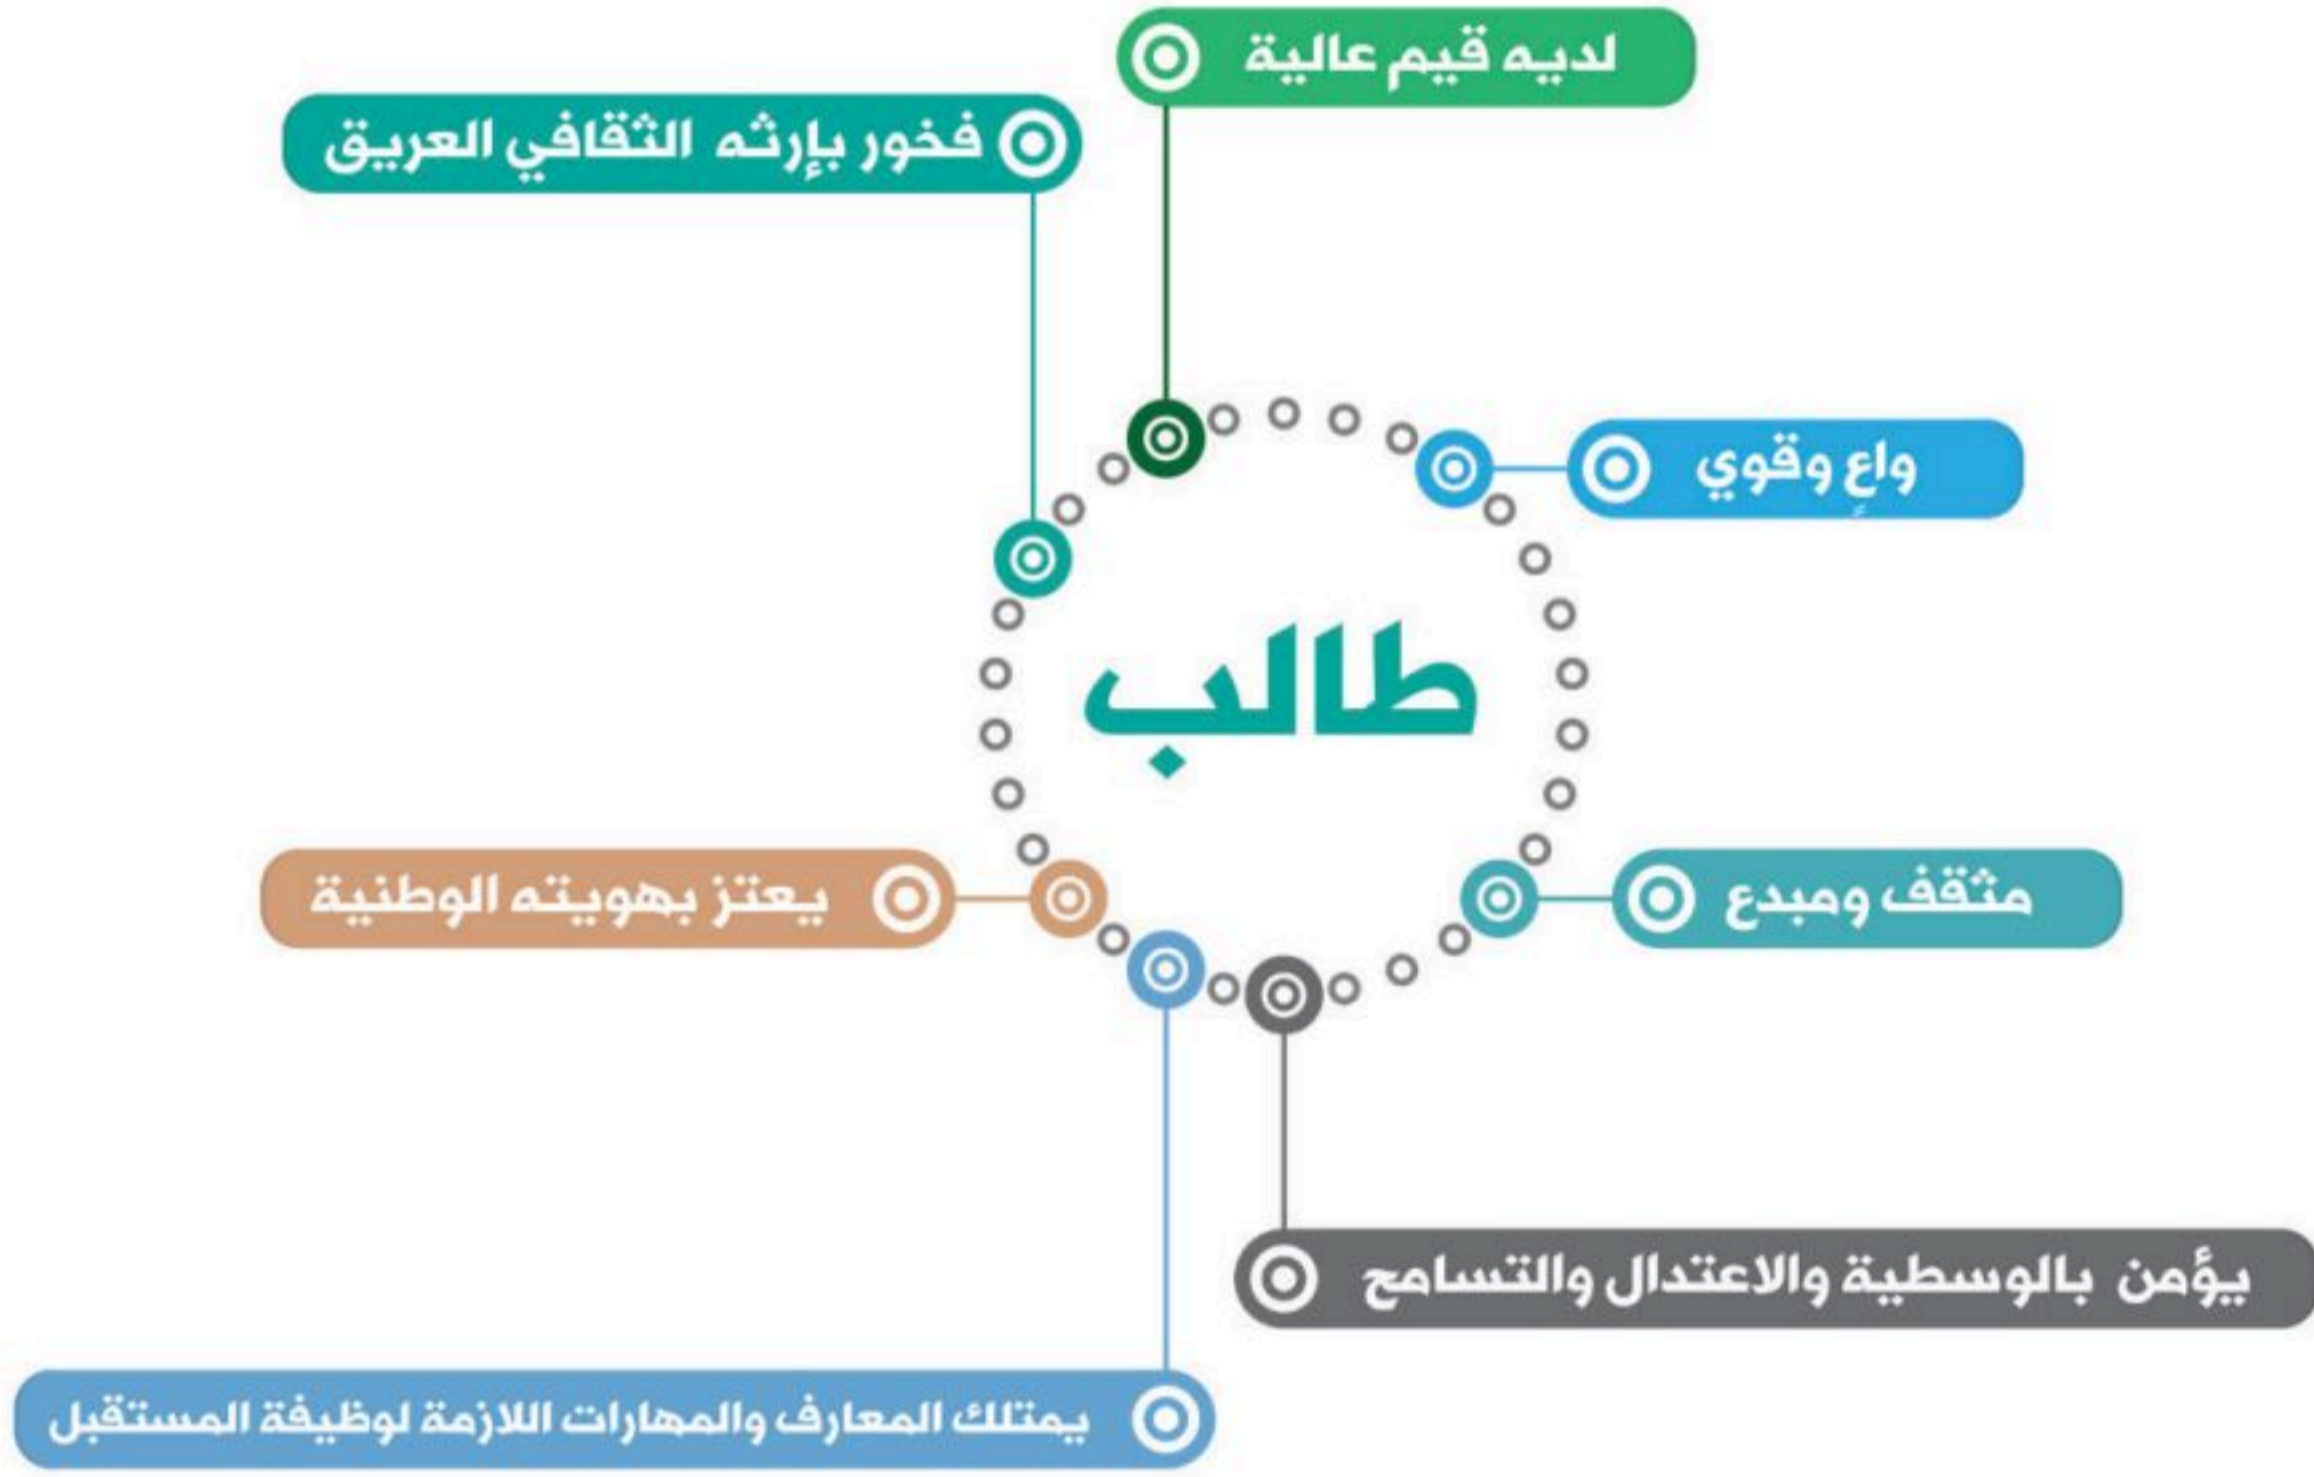 لديه قيم عالية
فخور بإرثه الثقافي العريق
واعٍ وقوي
طالب
يعتز بهويته الوطنية
مثقف ومبدع
يؤمن بالوسطية والاعتدال والتسامح
يمتلك المعارف والمهارات اللازمة لوظيفة المستقبل